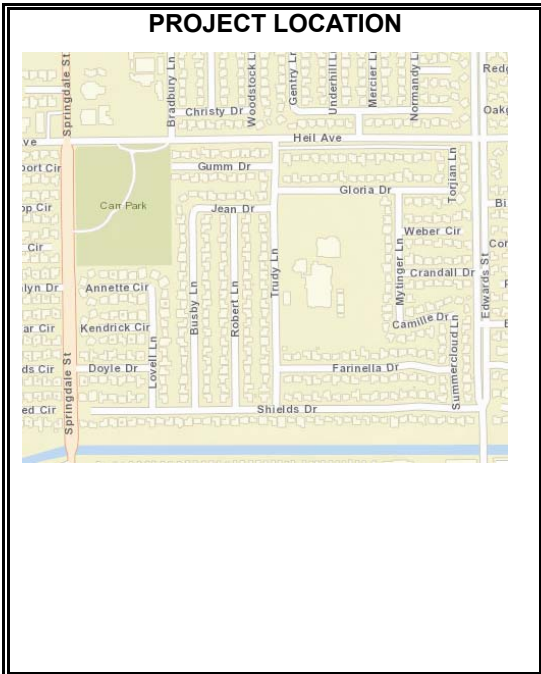 PROJECT LOCATION
Springdale St
Bradbury Ln
Woodstock Ln
Gentry Ln
Underhill Ln
Mercier Ln
Normandy Ln
Christy Dr
Heil Ave
Gumm Dr
Torjian Ln
Gloria Dr
Carr Park
Jean Dr
Weber Cir
Trudy Ln
Mytinger Ln
Crandall Dr
Edwards St
Annette Cir
Busby Ln
Robert Ln
Camille Dr
Kendrick Cir
Lovell Ln
Summercloud Ln
Doyle Dr
Farinella Dr
Springdale St
Shields Dr